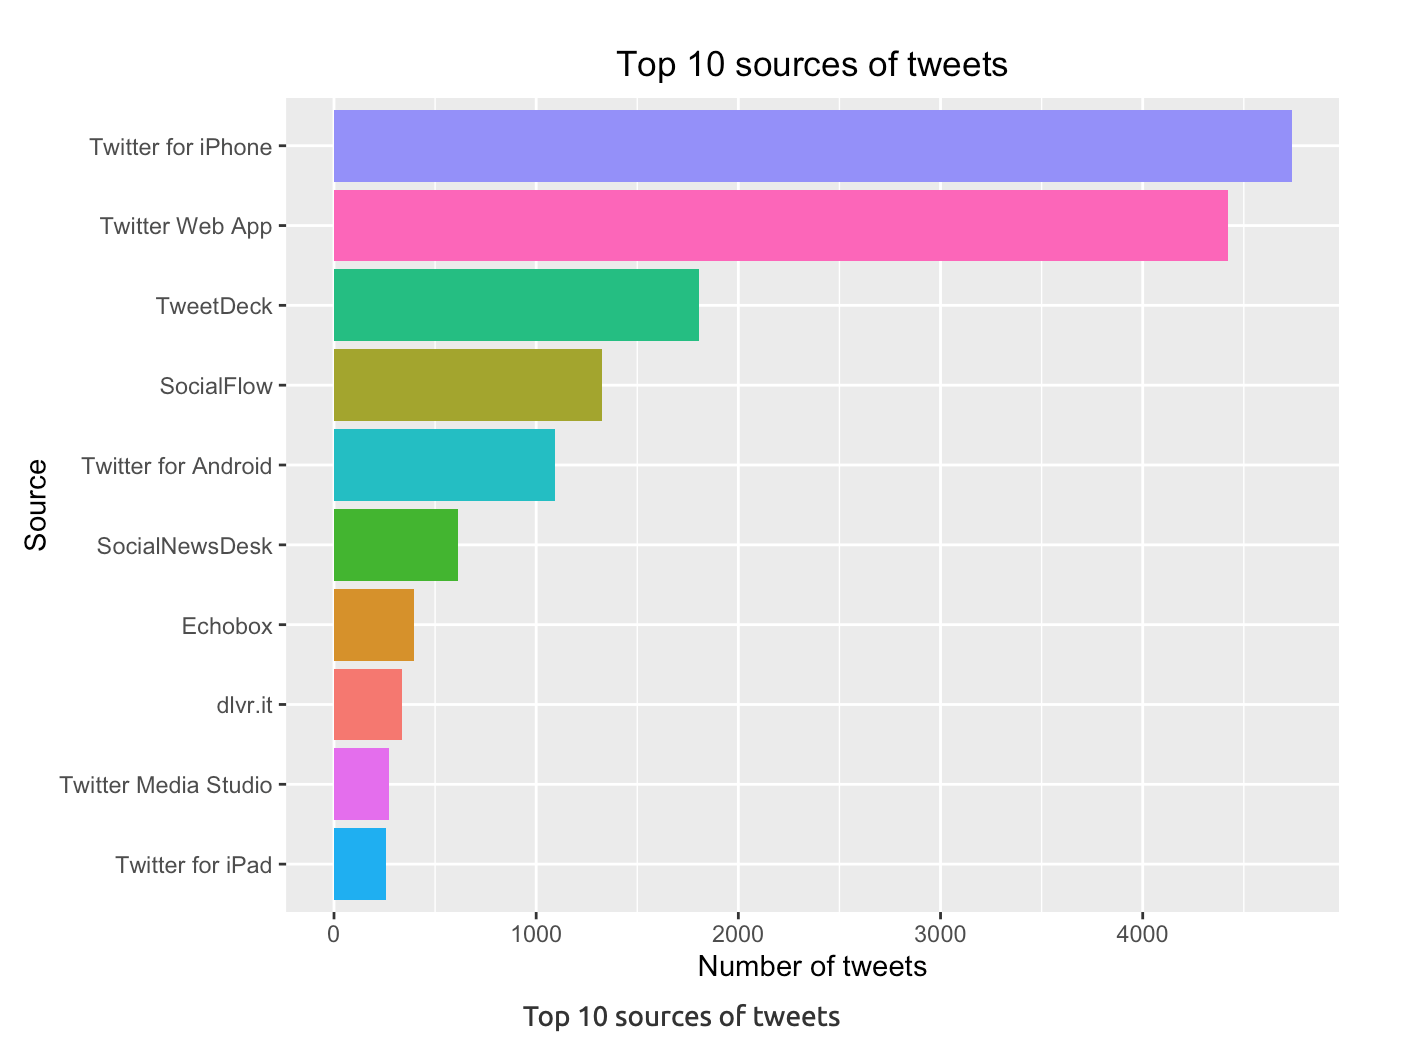 Top 10 sources of tweets
Twitter for iPhone
Twitter Web App
TweetDeck
SocialFlow
Twitter for Android
SocialNewsDesk
Echobox
dlvr.it
Twitter Media Studio
Twitter for iPad
Source
0 1000 2000 3000 4000
Number of tweets
Top 10 sources of tweets